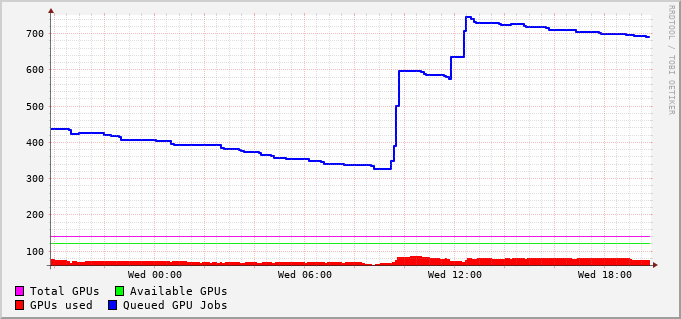 700
600
500
400
300
200
100
Wed 00:00 Wed 06:00 Wed 12:00 Wed 18:00
Total GPUs Available GPUs
GPUs used Queued GPU Jobs
RRDTOOL / TOBI OETIKER